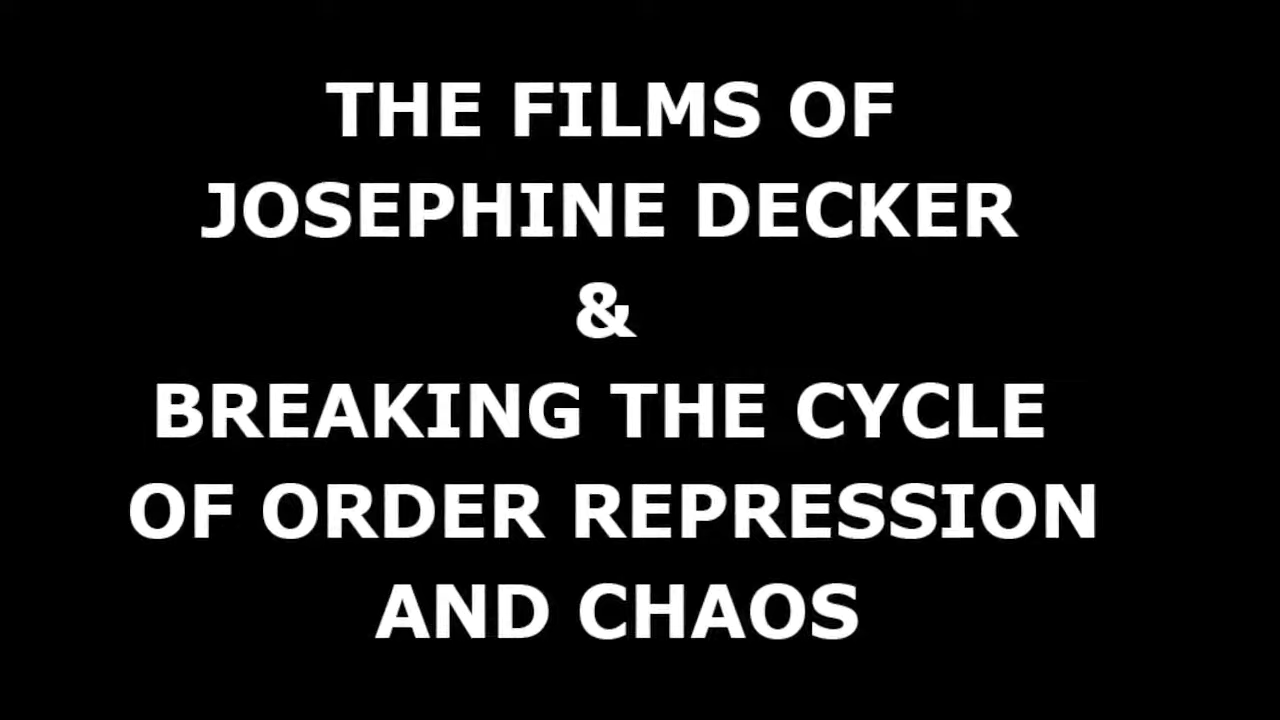 THE FILMS OF
JOSEPHINE DECKER
&
BREAKING THE CYCLE
OF ORDER REPRESSION
AND CHAOS